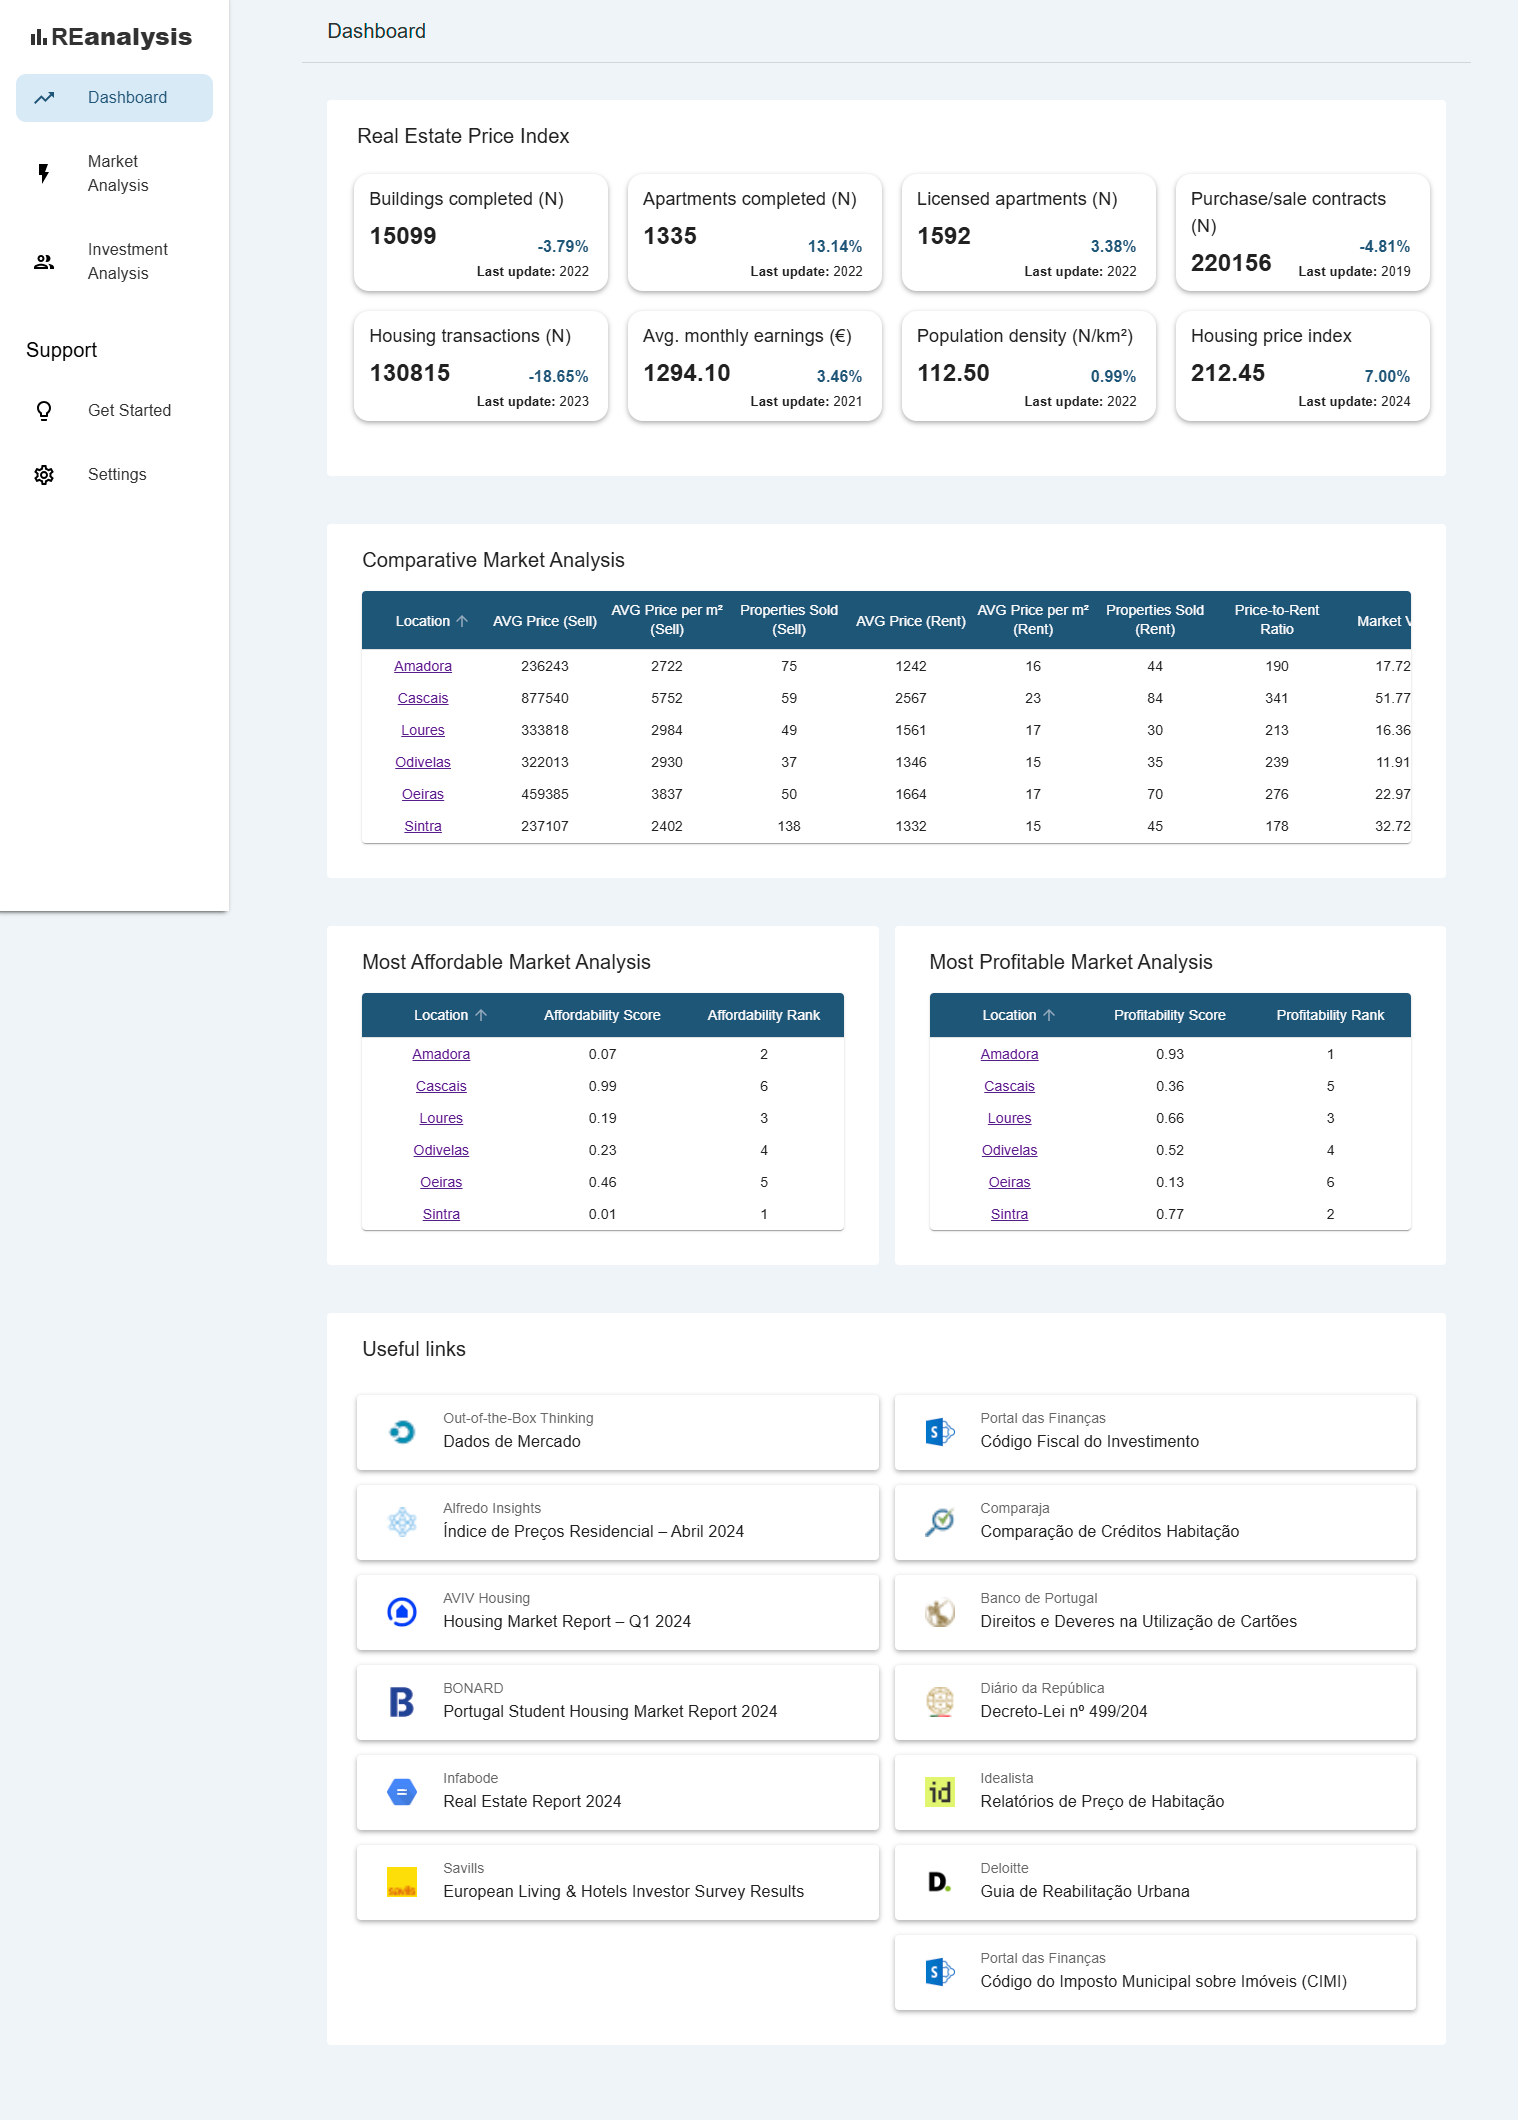 REanalysis
Dashboard
Market
Analysis
Investment
Analysis
Support
Get Started
Settings
Dashboard
Real Estate Price Index
Buildings completed (N)
15099
-3.79%
Last update: 2022
Apartments completed (N)
1335
13.14%
Last update: 2022
Licensed apartments (N)
1592
3.38%
Last update: 2022
Purchase/sale contracts
(N)
220156
-4.81%
Last update: 2019
Housing transactions (N)
130815
-18.65%
Last update: 2023
Avg. monthly earnings (€)
1294.10
3.46%
Last update: 2021
Population density (N/km²)
112.50
0.99%
Last update: 2022
Housing price index
212.45
7.00%
Last update: 2024
Comparative Market Analysis
Location AVG Price (Sell) AVG Price per m² (Sell) Properties Sold (Sell) AVG Price (Rent) AVG Price per m² (Rent) Properties Sold (Rent) Price-to-Rent Ratio Market V
Amadora 236243 2722 75 1242 16 44 190 17.72
Cascais 877540 5752 59 2567 23 84 341 51.77
Loures 333818 2984 49 1561 17 30 213 16.36
Odivelas 322013 2930 37 1346 15 35 239 11.91
Oeiras 459385 3837 50 1664 17 70 276 22.97
Sintra 237107 2402 138 1332 15 45 178 32.72
Most Affordable Market Analysis
Location Affordability Score Affordability Rank
Amadora 0.07 2
Cascais 0.99 6
Loures 0.19 3
Odivelas 0.23 4
Oeiras 0.46 5
Sintra 0.01 1
Most Profitable Market Analysis
Location Profitability Score Profitability Rank
Amadora 0.93 1
Cascais 0.36 5
Loures 0.66 3
Odivelas 0.52 4
Oeiras 0.13 6
Sintra 0.77 2
Useful links
Out-of-the-Box Thinking
Dados de Mercado
Alfredo Insights
Índice de Preços Residencial – Abril 2024
AVIV Housing
Housing Market Report – Q1 2024
B
BONARD
Portugal Student Housing Market Report 2024
Infabode
Real Estate Report 2024
savills
Savills
European Living & Hotels Investor Survey Results
S
Portal das Finanças
Código Fiscal do Investimento
Comparaja
Comparação de Créditos Habitação
Banco de Portugal
Direitos e Deveres na Utilização de Cartões
Diário da República
Decreto-Lei nº 499/204
id
Idealista
Relatórios de Preço de Habitação
D.
Deloitte
Guia de Reabilitação Urbana
S
Portal das Finanças
Código do Imposto Municipal sobre Imóveis (CIMI)